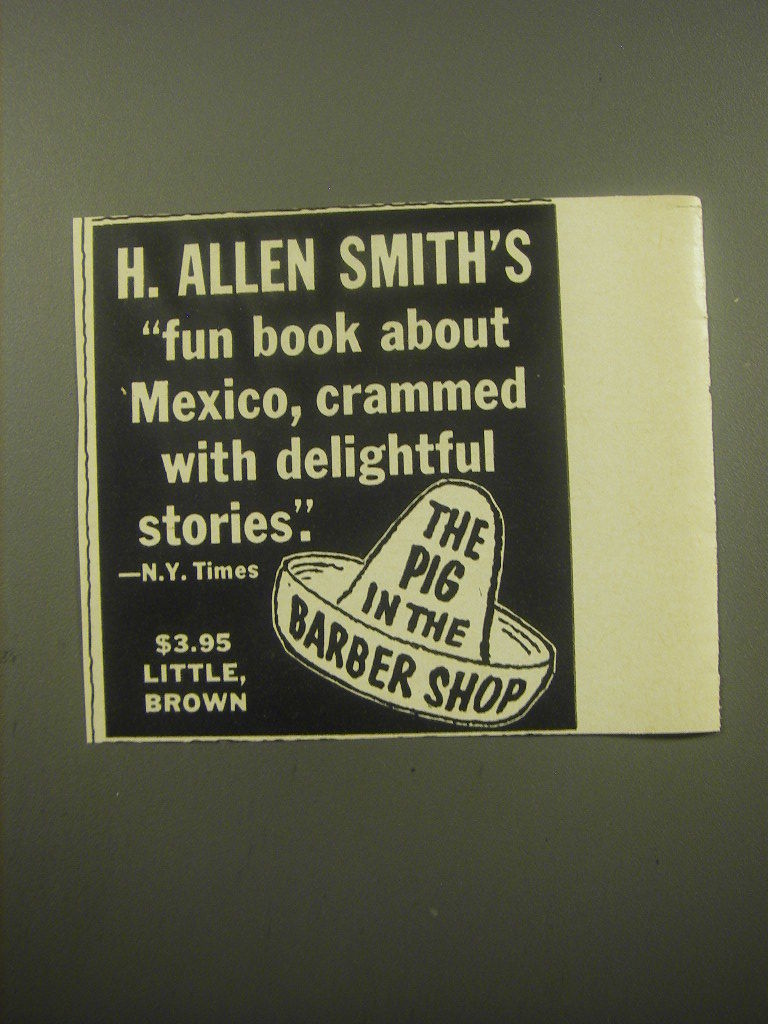 H. ALLEN SMITH'S
"fun book about
Mexico, crammed
with delightful
stories."
—N.Y. Times
THE
PIG
IN THE
BARBER SHOP
$3.95
LITTLE,
BROWN